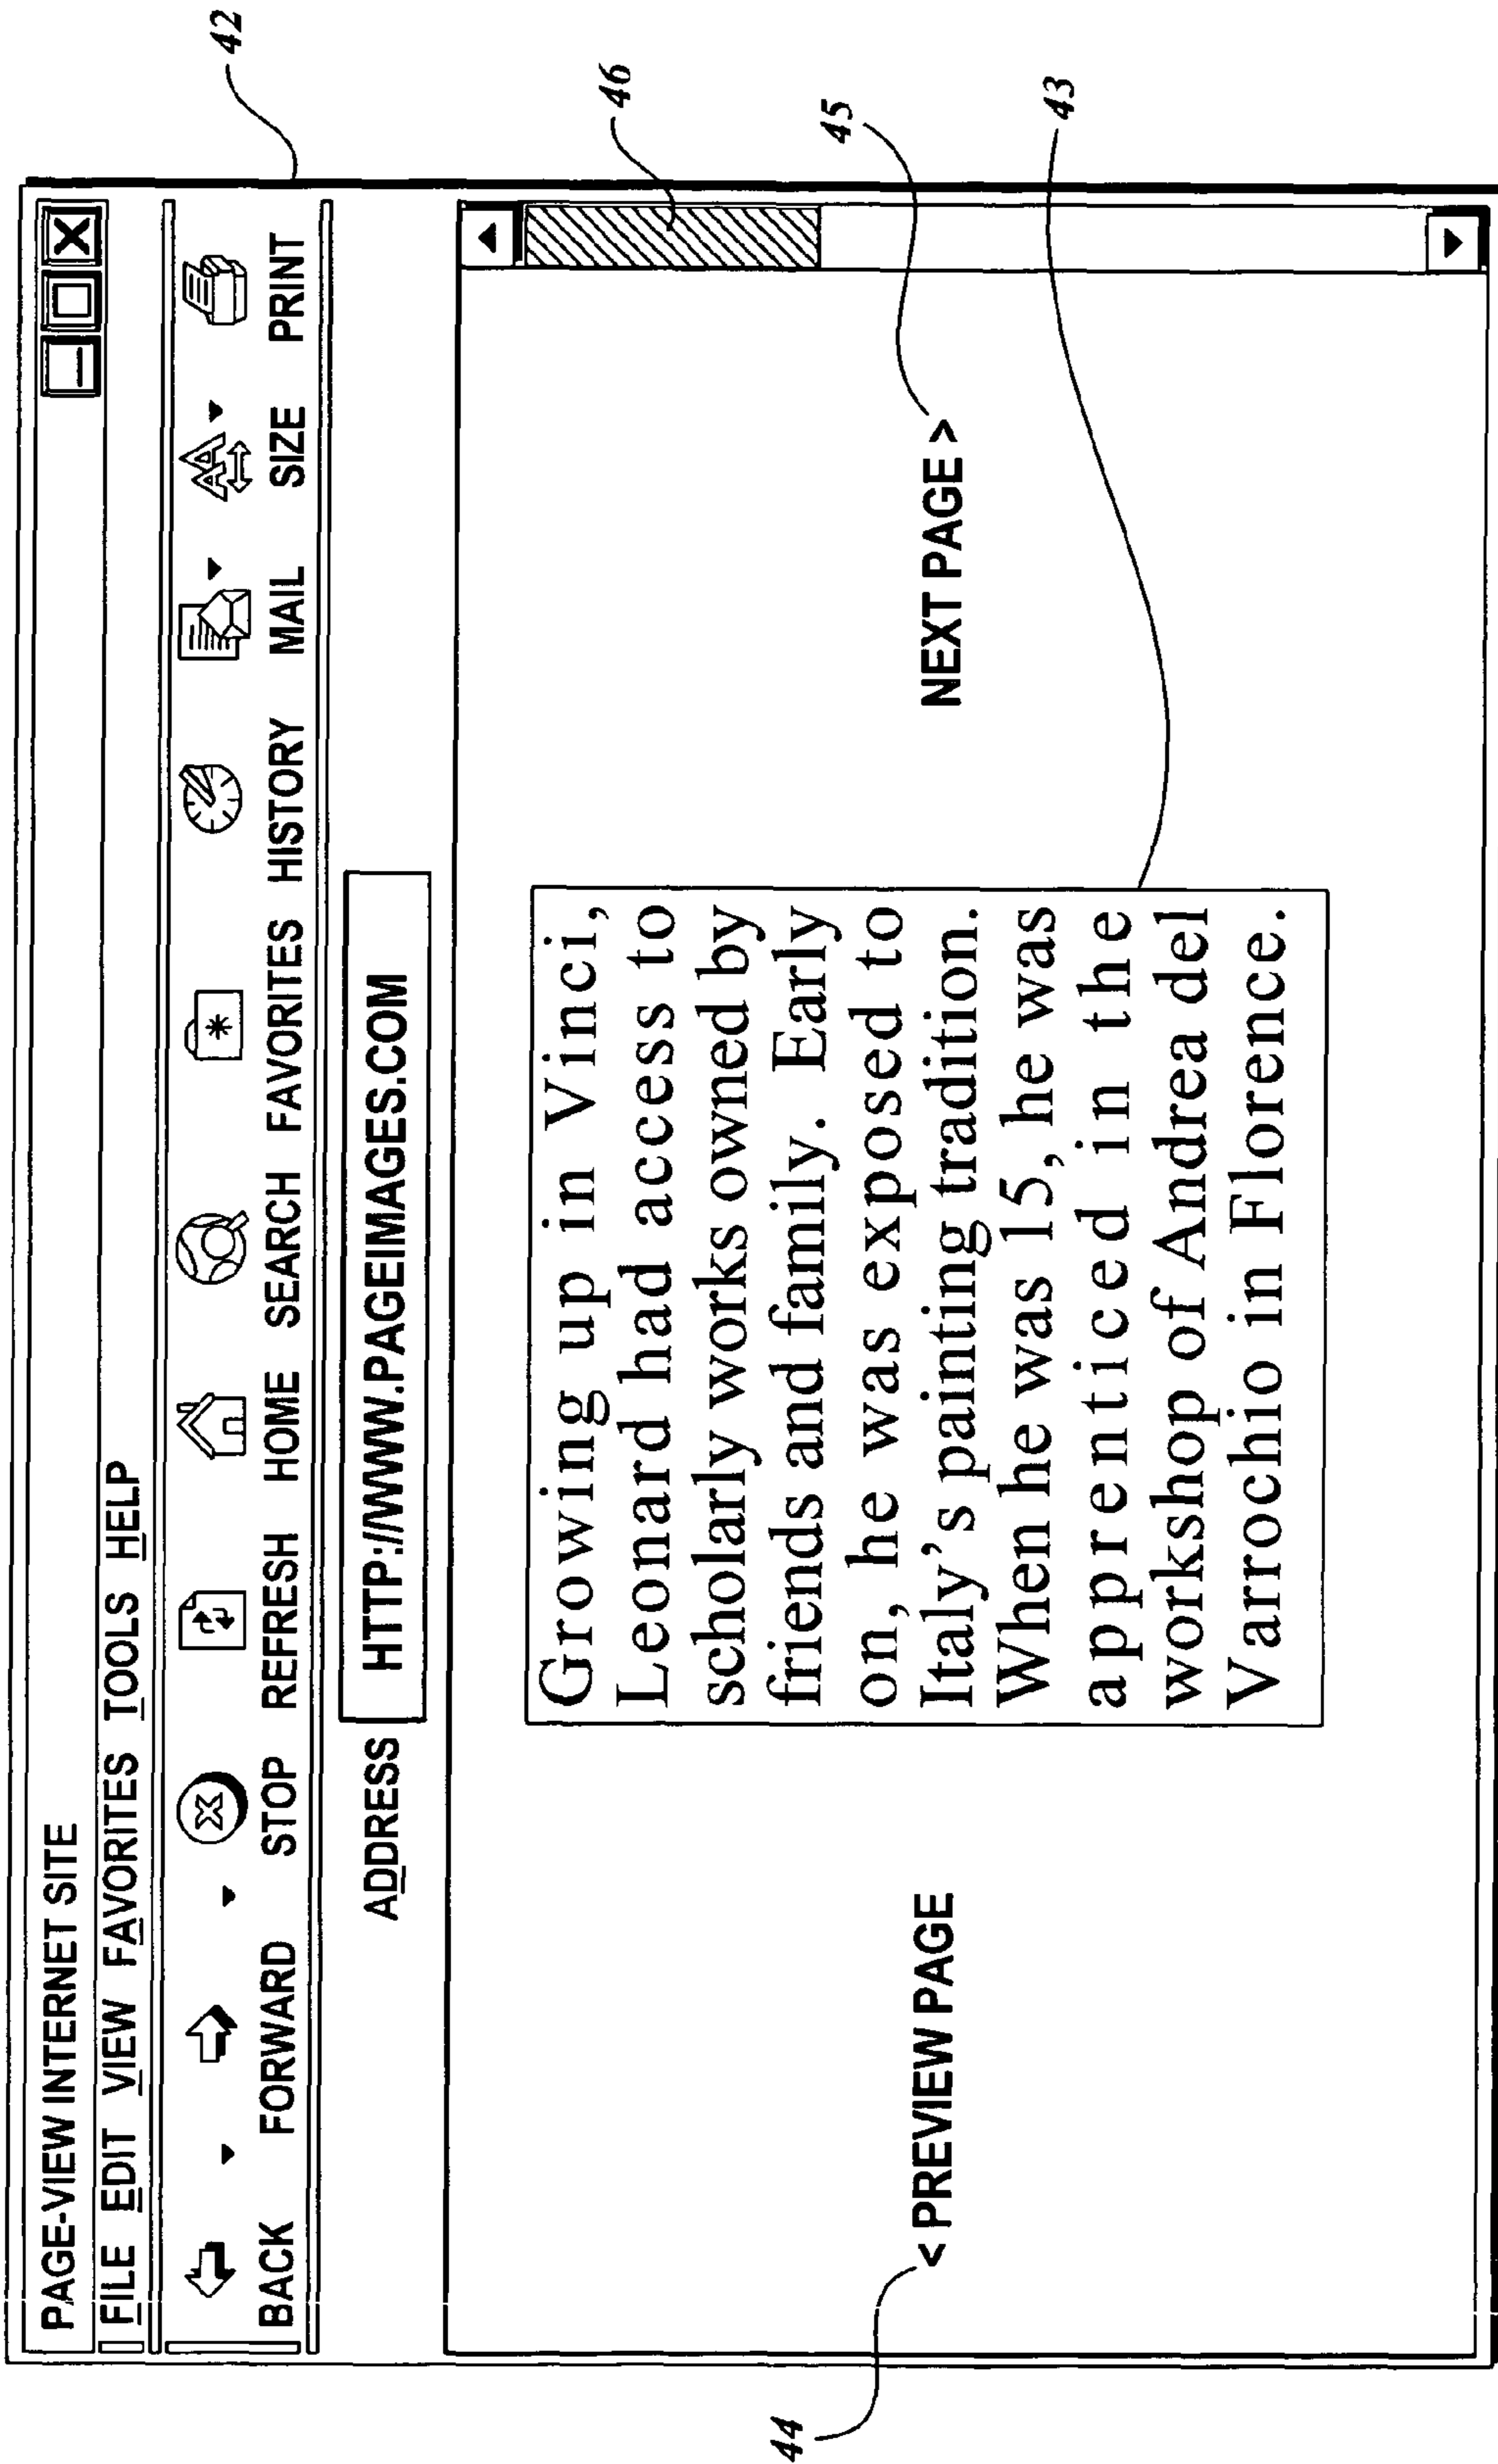 PAGE-VIEW INTERNET SITE
FILE EDIT VIEW FAVORITES TOOLS HELP
BACK FORWARD STOP REFRESH HOME SEARCH FAVORITES HISTORY MAIL SIZE PRINT
ADDRESS HTTP://WWW.PAGEIMAGES.COM
42
46
Growing up in Vinci,
Leonard had access to
scholarly works owned by
friends and family. Early
on, he was exposed to
Italy's painting tradition.
When he was 15, he was
apprenticed in the
workshop of Andrea del
Varrochio in Florence.
< PREVIEW PAGE
NEXT PAGE >
44
45
43